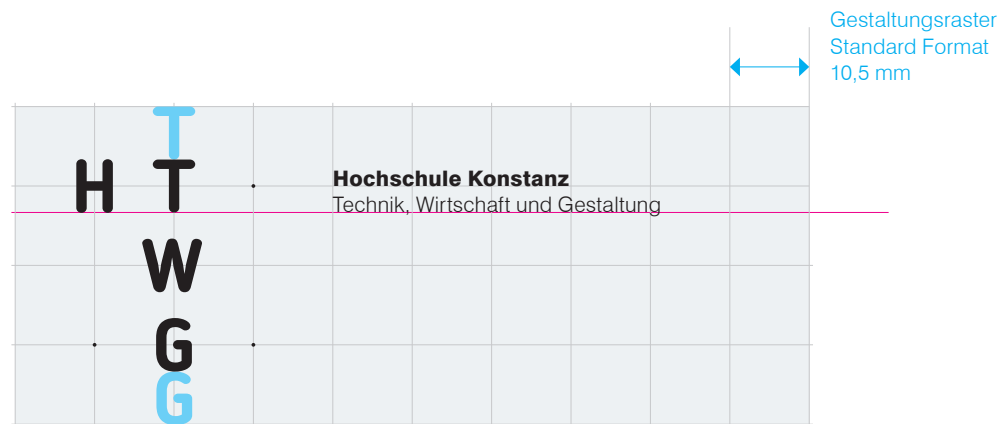 Gestaltungsraster
Standard Format
10,5 mm
T
H T
Hochschule Konstanz
Technik, Wirtschaft und Gestaltung
W
G
G